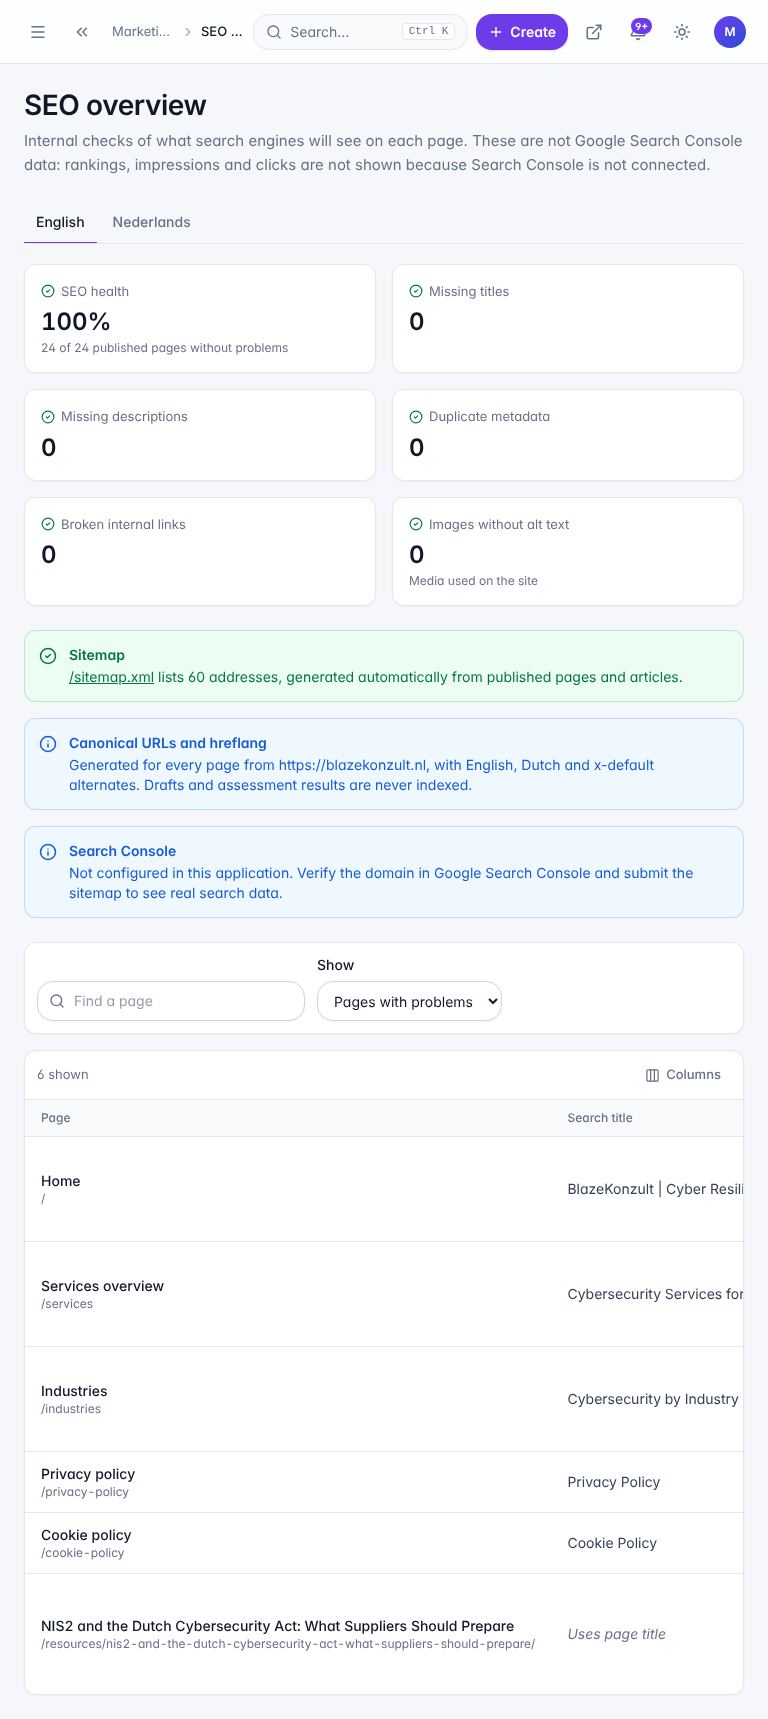 Marketi...
SEO ...
Search...
Ctrl K
Create
9+
M
SEO overview
Internal checks of what search engines will see on each page. These are not Google Search Console
data: rankings, impressions and clicks are not shown because Search Console is not connected.
English
Nederlands
SEO health
100%
24 of 24 published pages without problems
Missing titles
0
Missing descriptions
0
Duplicate metadata
0
Broken internal links
0
Images without alt text
0
Media used on the site
Sitemap
/sitemap.xml lists 60 addresses, generated automatically from published pages and articles.
Canonical URLs and hreflang
Generated for every page from https://blazekonzult.nl, with English, Dutch and x-default
alternates. Drafts and assessment results are never indexed.
Search Console
Not configured in this application. Verify the domain in Google Search Console and submit the
sitemap to see real search data.
Show
Find a page
Pages with problems
6 shown
Columns
Page
Search title
Home
/
BlazeKonzult | Cyber Resili
Services overview
/services
Cybersecurity Services for
Industries
/industries
Cybersecurity by Industry
Privacy policy
/privacy-policy
Privacy Policy
Cookie policy
/cookie-policy
Cookie Policy
NIS2 and the Dutch Cybersecurity Act: What Suppliers Should Prepare
/resources/nis2-and-the-dutch-cybersecurity-act-what-suppliers-should-prepare/
Uses page title